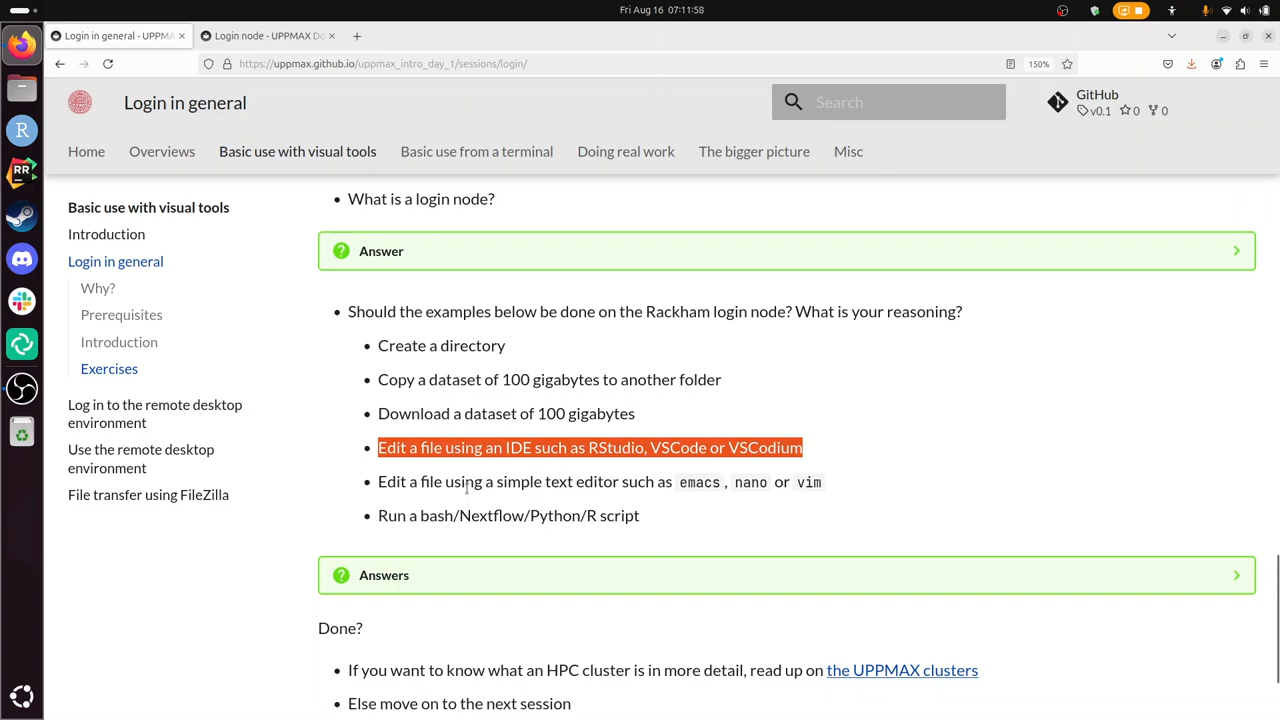 Fri Aug 16 07:11:58
Login in general - UPPMA
Login node - UPPMAX Do
https://uppmax.github.io/uppmax_intro_day_1/sessions/login/
150%
Login in general
Search
GitHub
v0.1 0 0
Home Overviews Basic use with visual tools Basic use from a terminal Doing real work The bigger picture Misc
Basic use with visual tools
Introduction
Login in general
Why?
Prerequisites
Introduction
Exercises
Log in to the remote desktop
environment
Use the remote desktop
environment
File transfer using FileZilla
• What is a login node?
? Answer
• Should the examples below be done on the Rackham login node? What is your reasoning?
• Create a directory
• Copy a dataset of 100 gigabytes to another folder
• Download a dataset of 100 gigabytes
• Edit a file using an IDE such as RStudio, VSCode or VSCodium
• Edit a file using a simple text editor such as emacs, nano or vim
• Run a bash/Nextflow/Python/R script
? Answers
Done?
• If you want to know what an HPC cluster is in more detail, read up on the UPPMAX clusters
• Else move on to the next session
R
RR